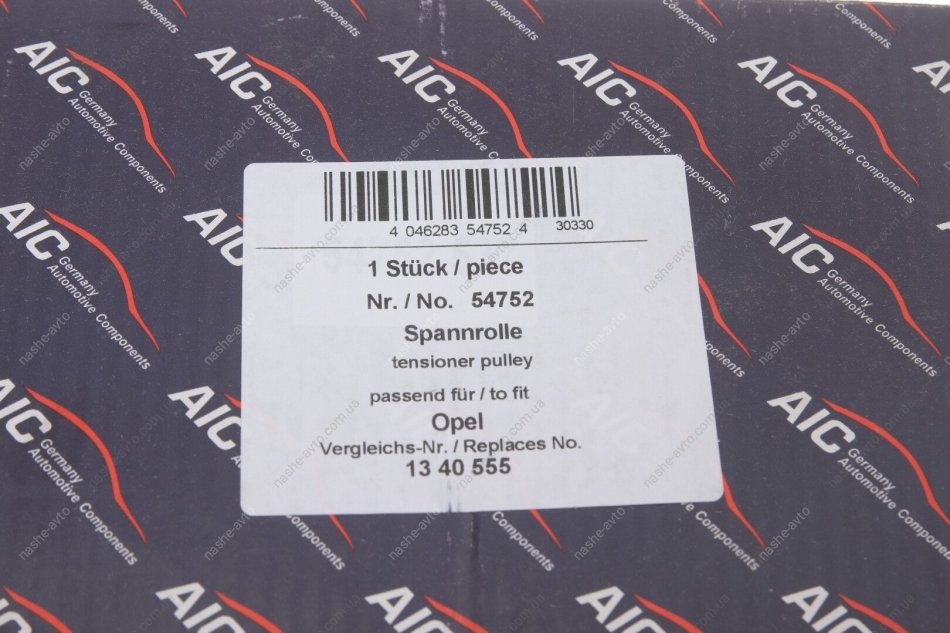 AIC
Germany
Automotive Components
4 046283 54752 4 30330
1 Stück / piece
Nr. / No. 54752
Spannrolle
tensioner pulley
passend für / to fit
Opel
Vergleichs-Nr. / Replaces No.
13 40 555
nashe-avto.com.ua